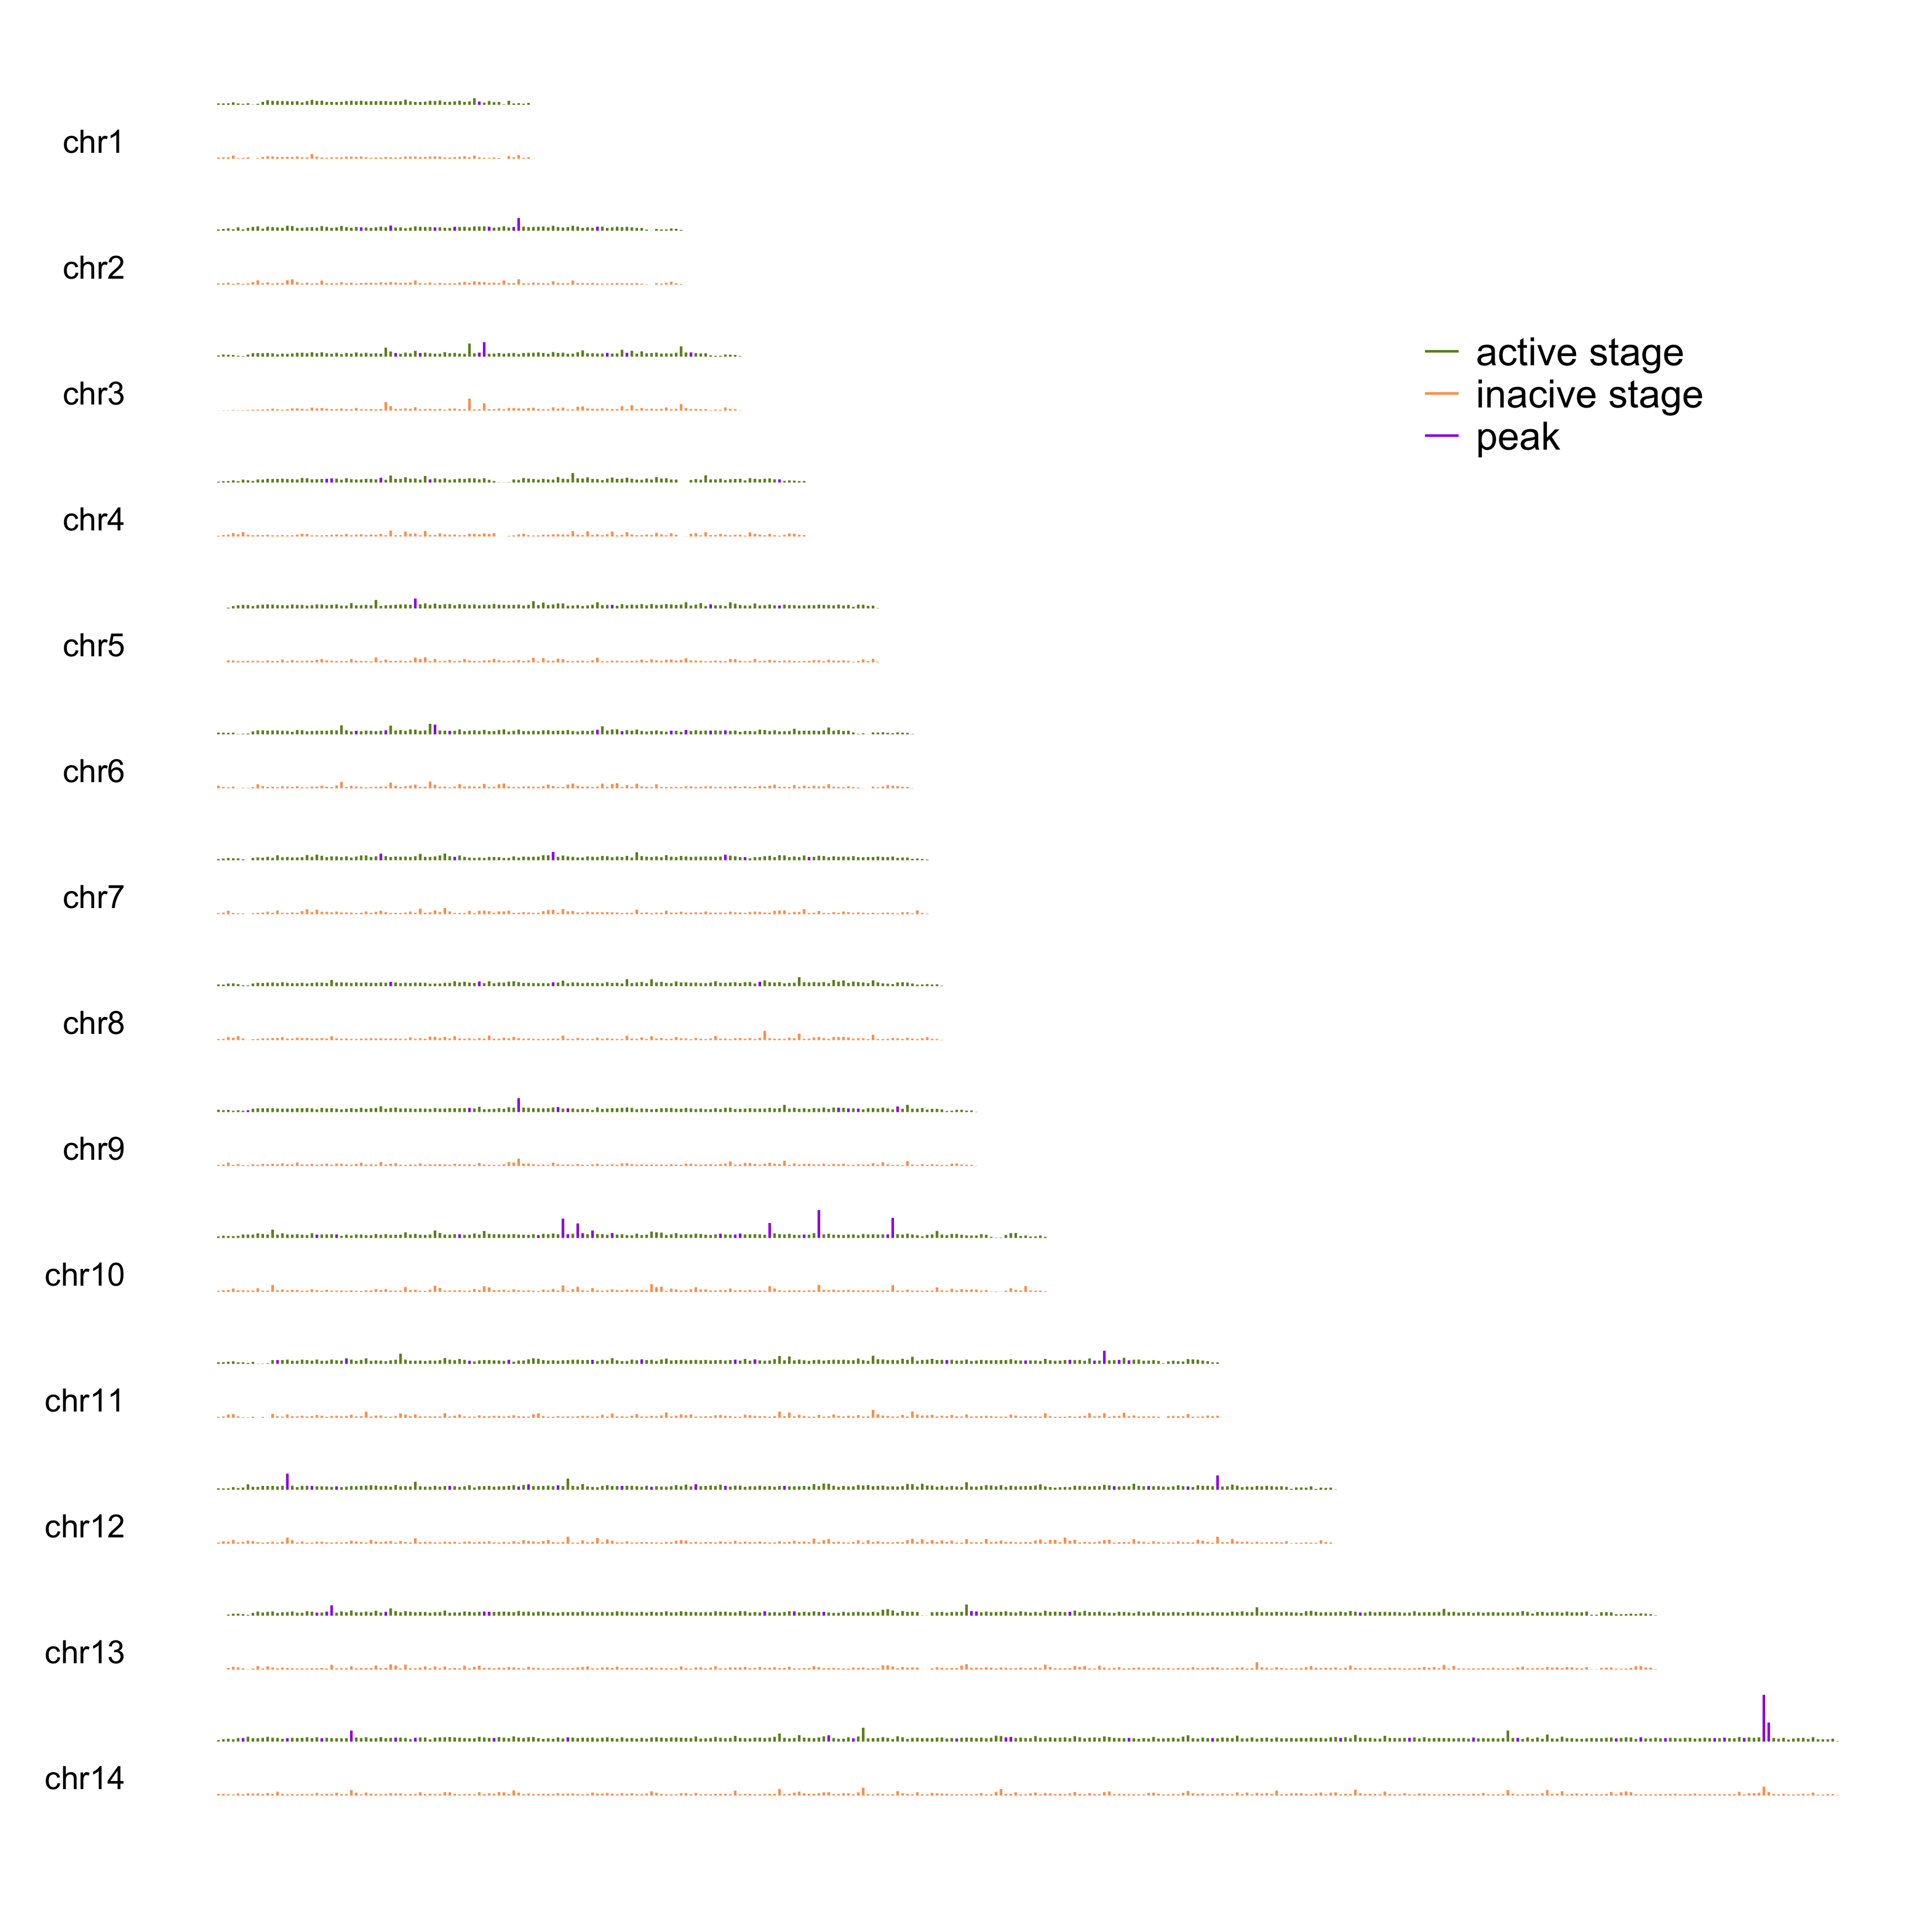 chr1
chr2
chr3
active stage
inacive stage
peak
chr4
chr5
chr6
chr7
chr8
chr9
chr10
chr11
chr12
chr13
chr14